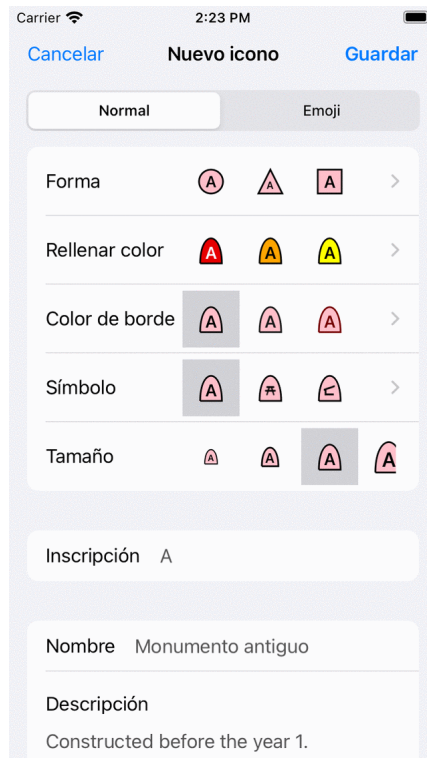 Carrier 2:23 PM
Cancelar Nuevo icono Guardar
Normal Emoji
Forma A A A
Rellenar color A A A
Color de borde A A A
Símbolo A
Tamaño A A A A
Inscripción A
Nombre Monumento antiguo
Descripción
Constructed before the year 1.